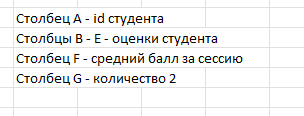 Столбец А - id студента
Столбцы B - E - оценки студента
Столбец F - средний балл за сессию
Столбец G - количество 2